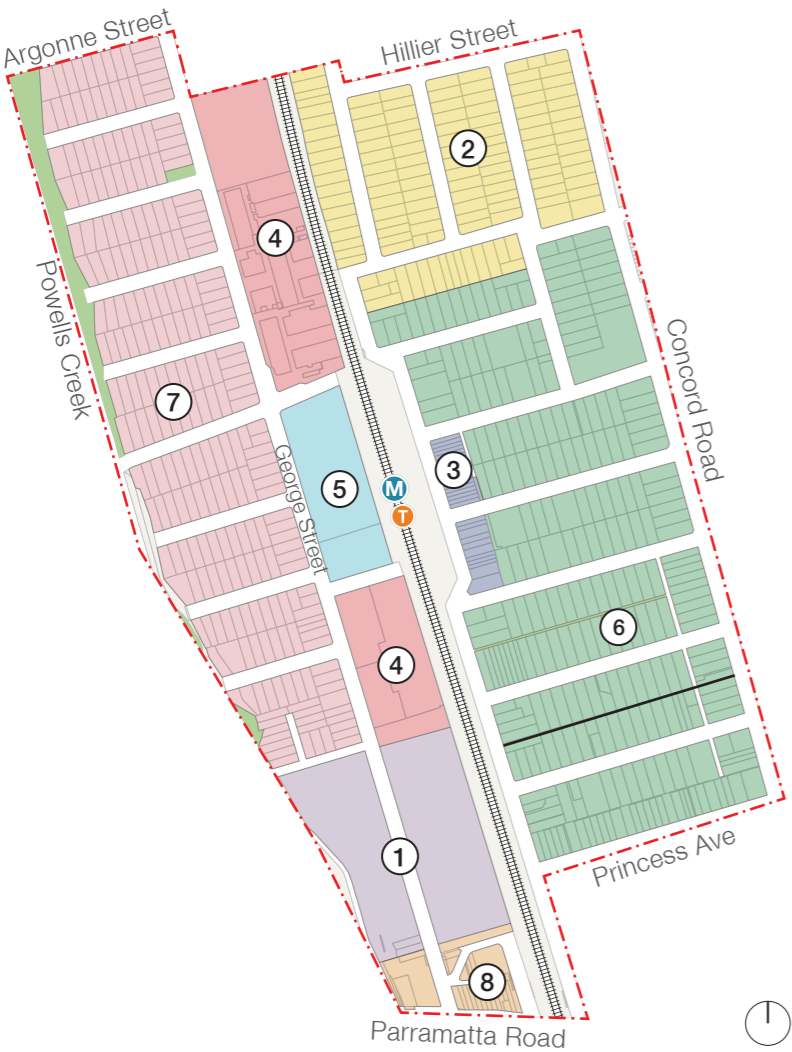 Argonne Street
Hillier Street
2
4
Powells Creek
Concord Road
7
George Street
3
5
M
T
6
4
1
Princess Ave
8
Parramatta Road